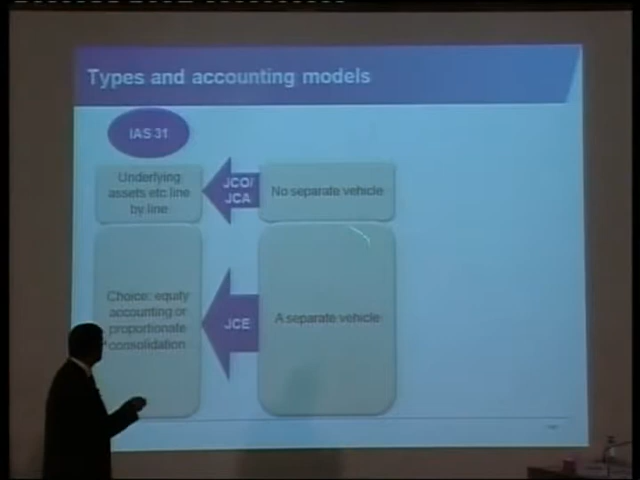 Types and accounting models
IAS 31
Underlying
assets etc line
by line
JCO/
JCA
No separate vehicle
Choice: equity
accounting or
proportionate
consolidation
JCE
A separate vehicle